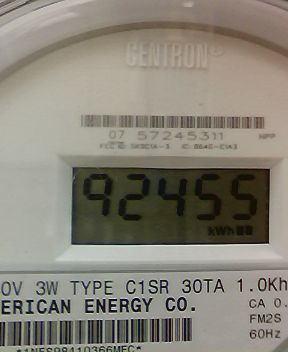 CENTRON®
07 57245311 NPP
92455
kWh
0V 3W TYPE C1SR 30TA 1.0Kh
ERICAN ENERGY CO. CA 0.
FM2S
60Hz